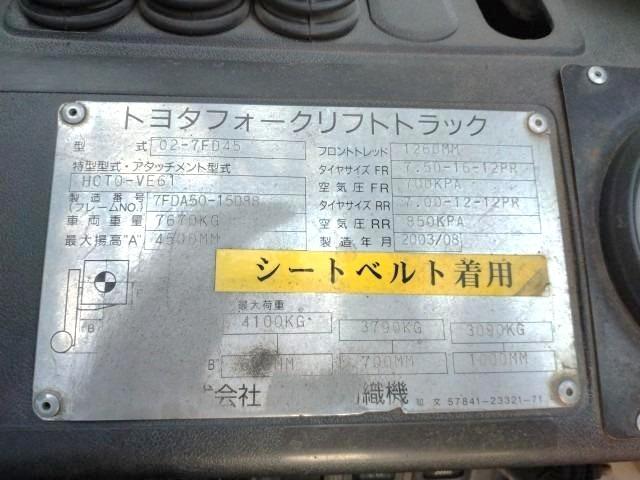 トヨタフォークリフトトラック
型 式 02-7FD45 フロントトレッド 1260MM
特型型式・アタッチメント型式 タイヤサイズ FR 7.50-16-12PR
HCTO-VE61 空気圧 FR 700KPA
製造番号 (フレームNO.) 7FDA50-15088 タイヤサイズ RR 7.00-12-12PR
車両重量 7670KG 空気圧 RR 850KPA
最大揚高"A" 4500MM 製造年月 2003/08
シートベルト着用
最大荷重
4100KG 3790KG 3090KG
"B" MM 700MM 1000MM
会社 織機 57841-23321-71